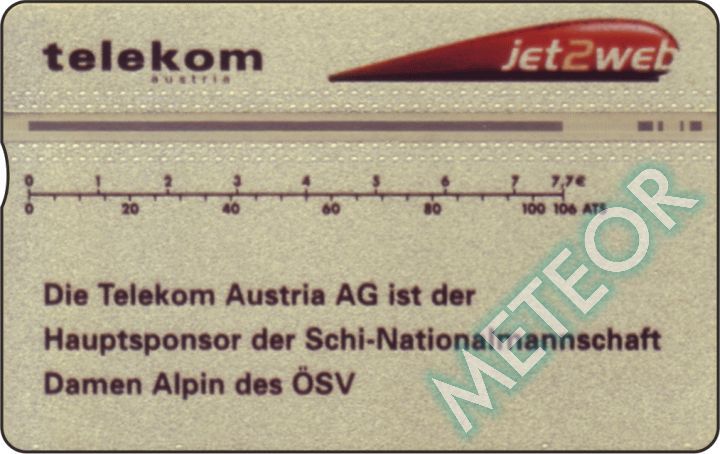 telekom
austria
jet2web
0 1 2 3 4 5 6 7 7,7€
0 20 40 60 80 100 106 ATS
Die Telekom Austria AG ist der
Hauptsponsor der Schi-Nationalmannschaft
Damen Alpin des ÖSV
METEOR